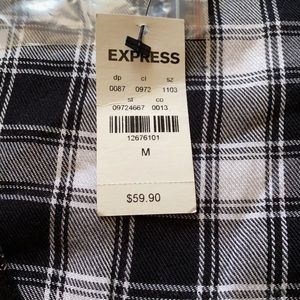 EXPRESS
dp cl sz
0087 0972 1103
st co
09724667 0013
12676101
M
$59.90